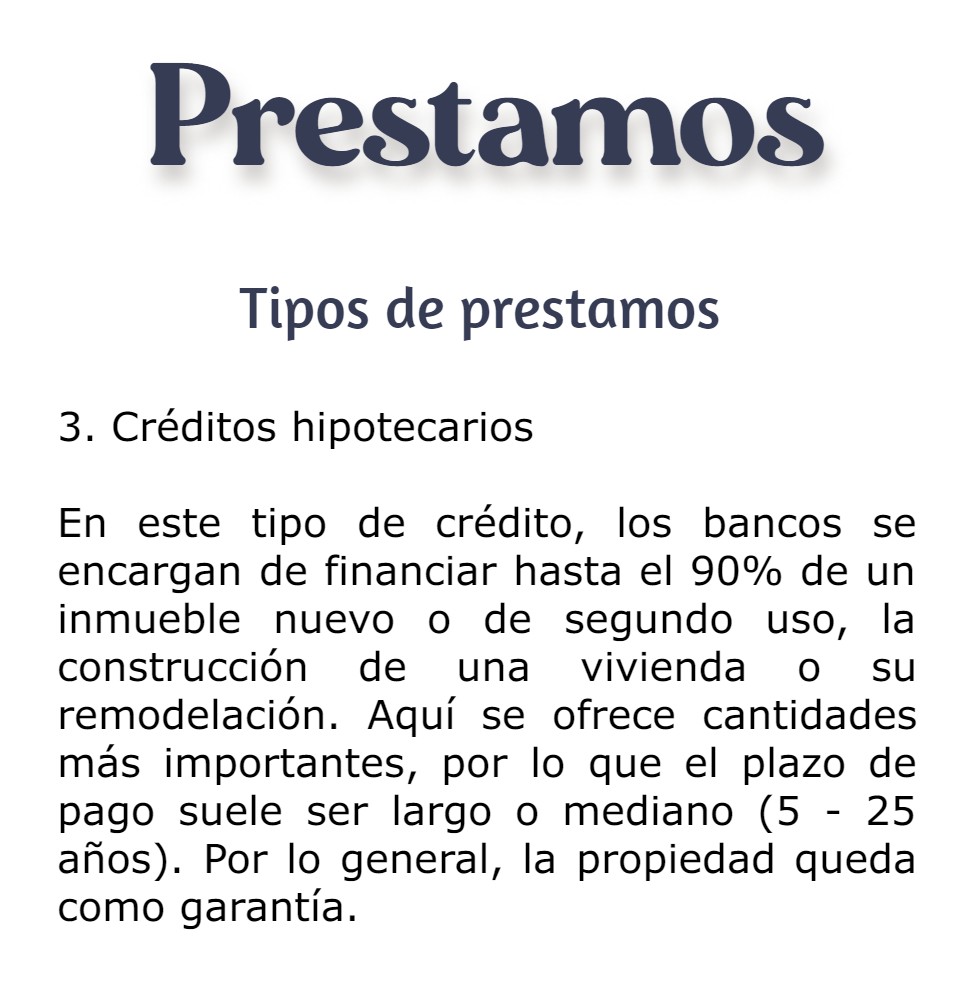 Prestamos
Tipos de prestamos
3. Créditos hipotecarios
En este tipo de crédito, los bancos se
encargan de financiar hasta el 90% de un
inmueble nuevo o de segundo uso, la
construcción de una vivienda o su
remodelación. Aquí se ofrece cantidades
más importantes, por lo que el plazo de
pago suele ser largo o mediano (5 - 25
años). Por lo general, la propiedad queda
como garantía.